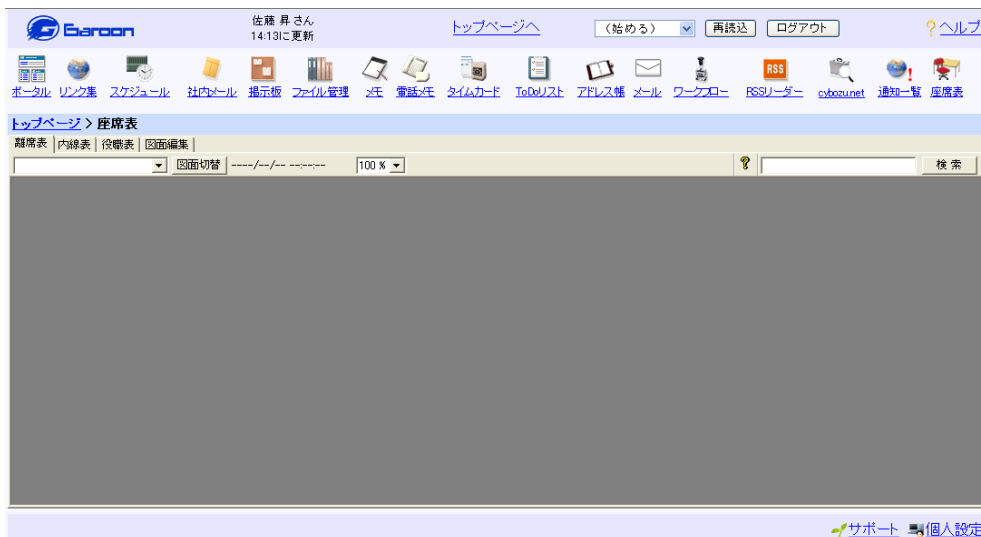 Garoon
佐藤 昇さん
14:13に更新
トップページへ
(始める)
再読込
ログアウト
?ヘルプ
RSS
ポータル リンク集 スケジュール 社内メール 掲示板 ファイル管理 メモ 電話メモ タイムカード ToDoリスト アドレス帳 メール ワークフロー RSSリーダー cybozu.net 通知一覧 座席表
トップページ > 座席表
離席表 内線表 役職表 図面編集
図面切替 ----/--/-- --:--:-- 100 % ? 検 索
サポート 個人設定